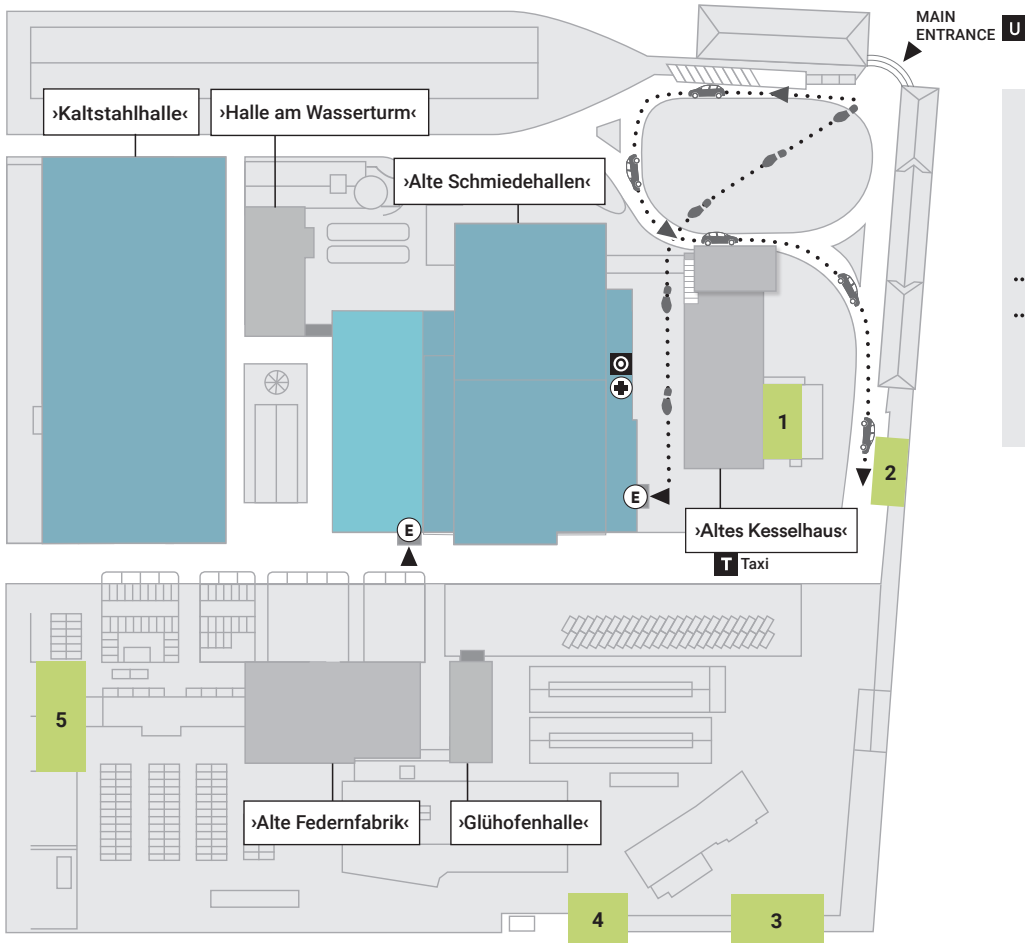 MAIN
ENTRANCE U
›Kaltstahlhalle‹
›Halle am Wasserturm‹
›Alte Schmiedehallen‹
1
2
E
E
›Altes Kesselhaus‹
T Taxi
5
›Alte Federnfabrik‹
›Glühofenhalle‹
4
3